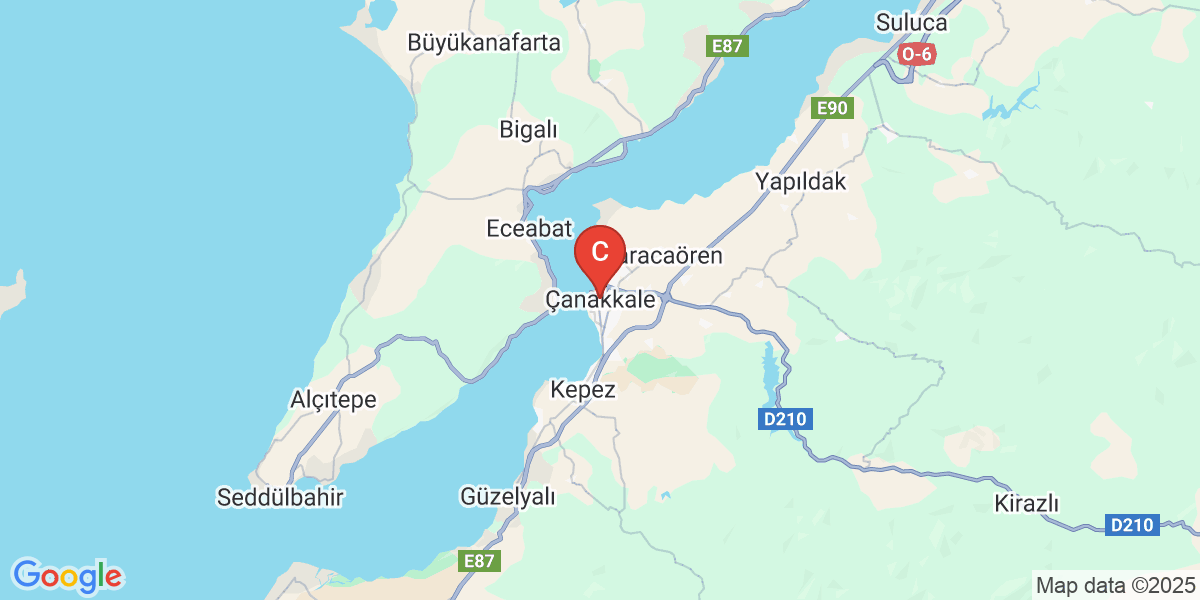 Suluca
Büyükanafarta
E87
O-6
E90
Bigalı
Yapıldak
Eceabat
C
aracaören
Çanakkale
Kepez
Alçıtepe
D210
Seddülbahir
Güzelyalı
Kirazlı
D210
E87
Google
Map data ©2025